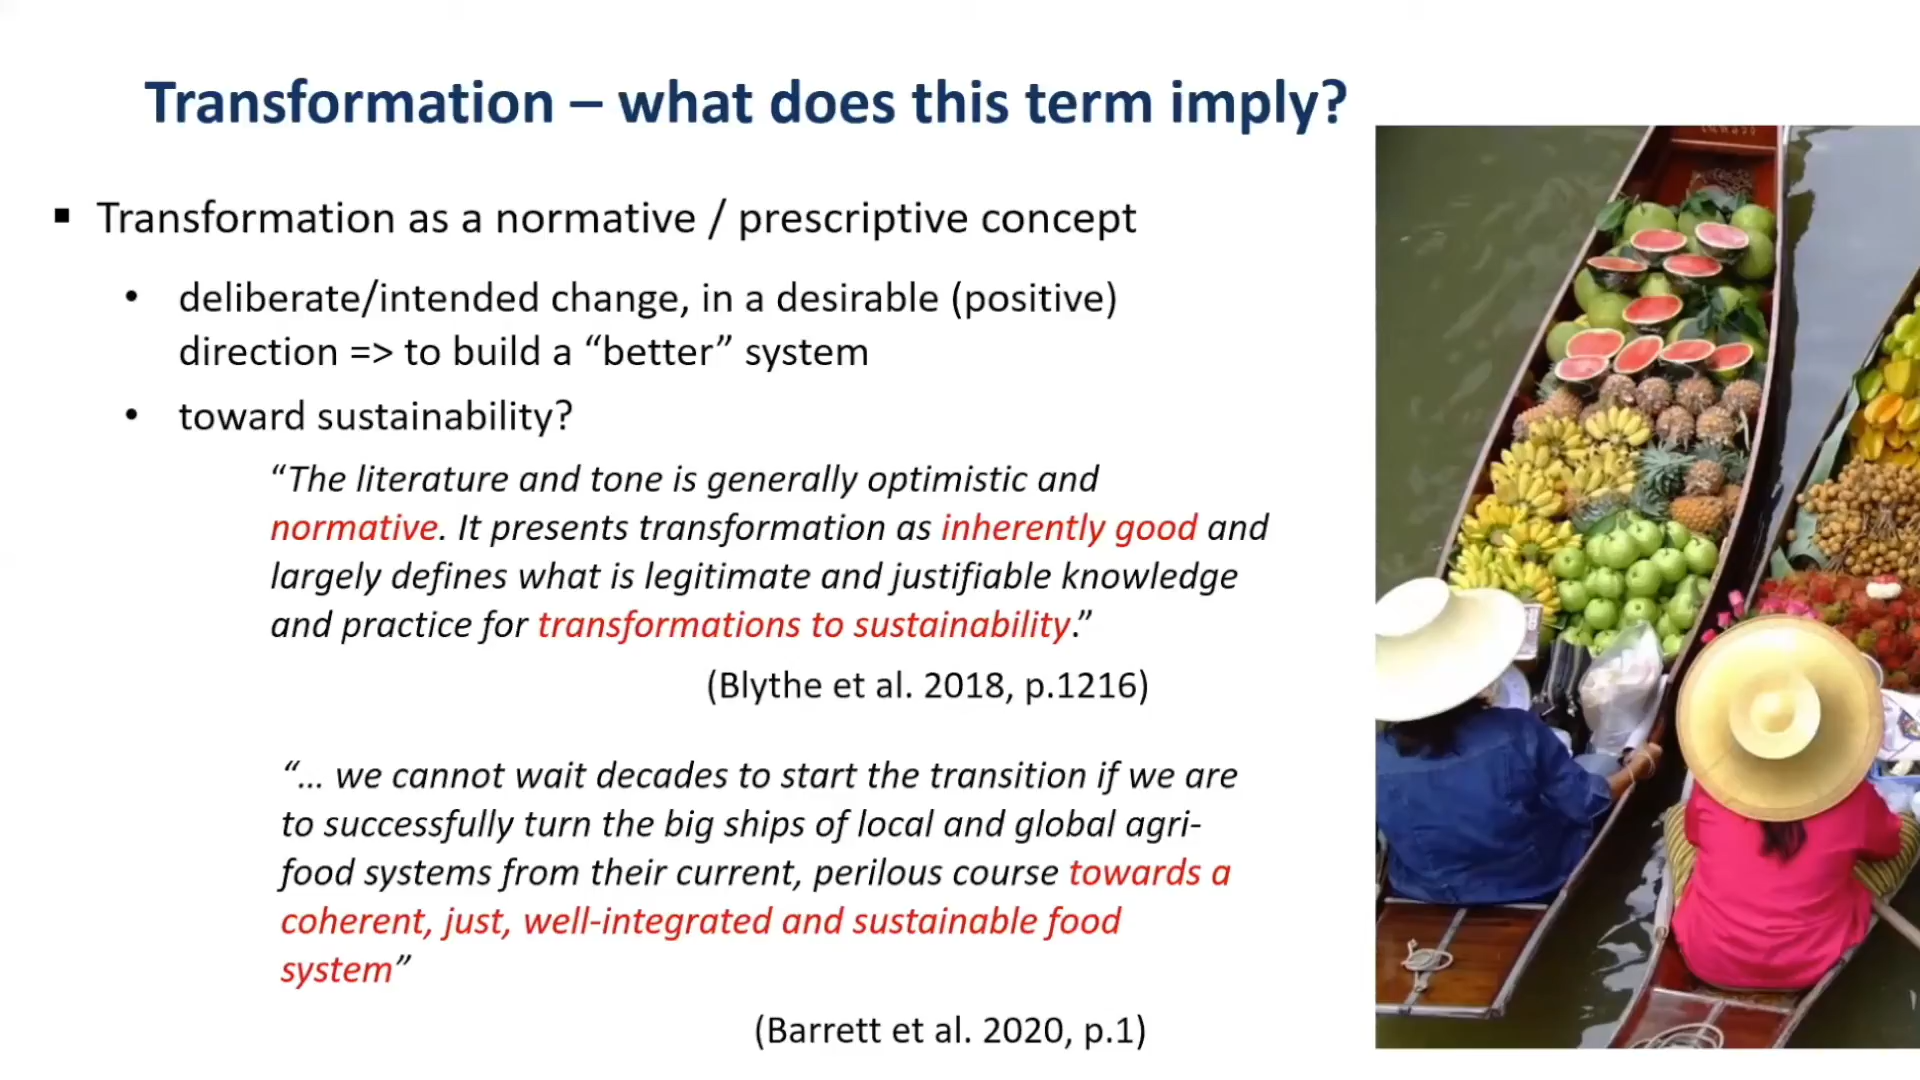 Transformation – what does this term imply?
▪ Transformation as a normative / prescriptive concept
• deliberate/intended change, in a desirable (positive)
direction => to build a “better” system
• toward sustainability?
“The literature and tone is generally optimistic and
normative. It presents transformation as inherently good and
largely defines what is legitimate and justifiable knowledge
and practice for transformations to sustainability.”
(Blythe et al. 2018, p.1216)
“… we cannot wait decades to start the transition if we are
to successfully turn the big ships of local and global agri-
food systems from their current, perilous course towards a
coherent, just, well-integrated and sustainable food
system”
(Barrett et al. 2020, p.1)